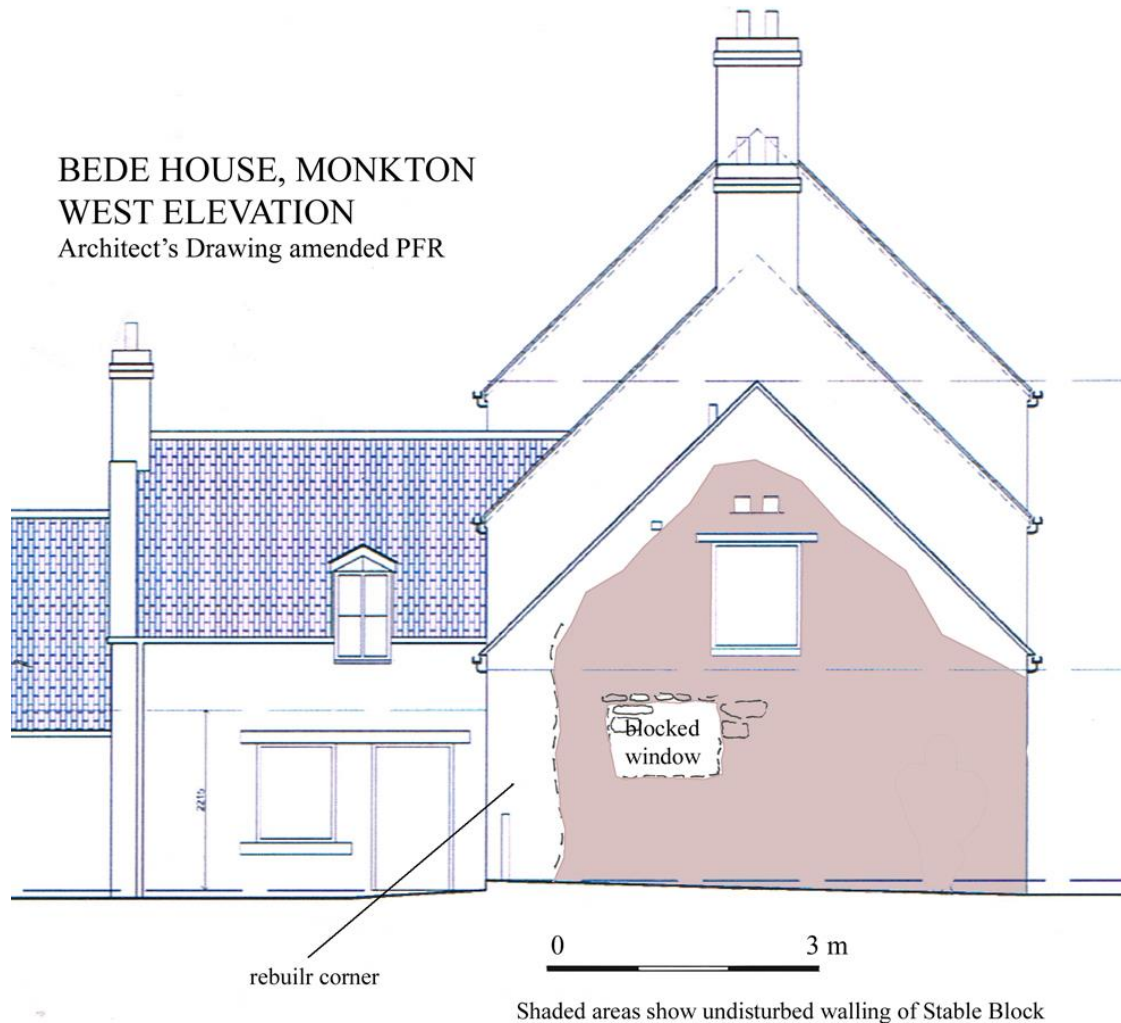 BEDE HOUSE, MONKTON
WEST ELEVATION
Architect's Drawing amended PFR
blocked
window
2215
rebuilr corner
0 3 m
Shaded areas show undisturbed walling of Stable Block